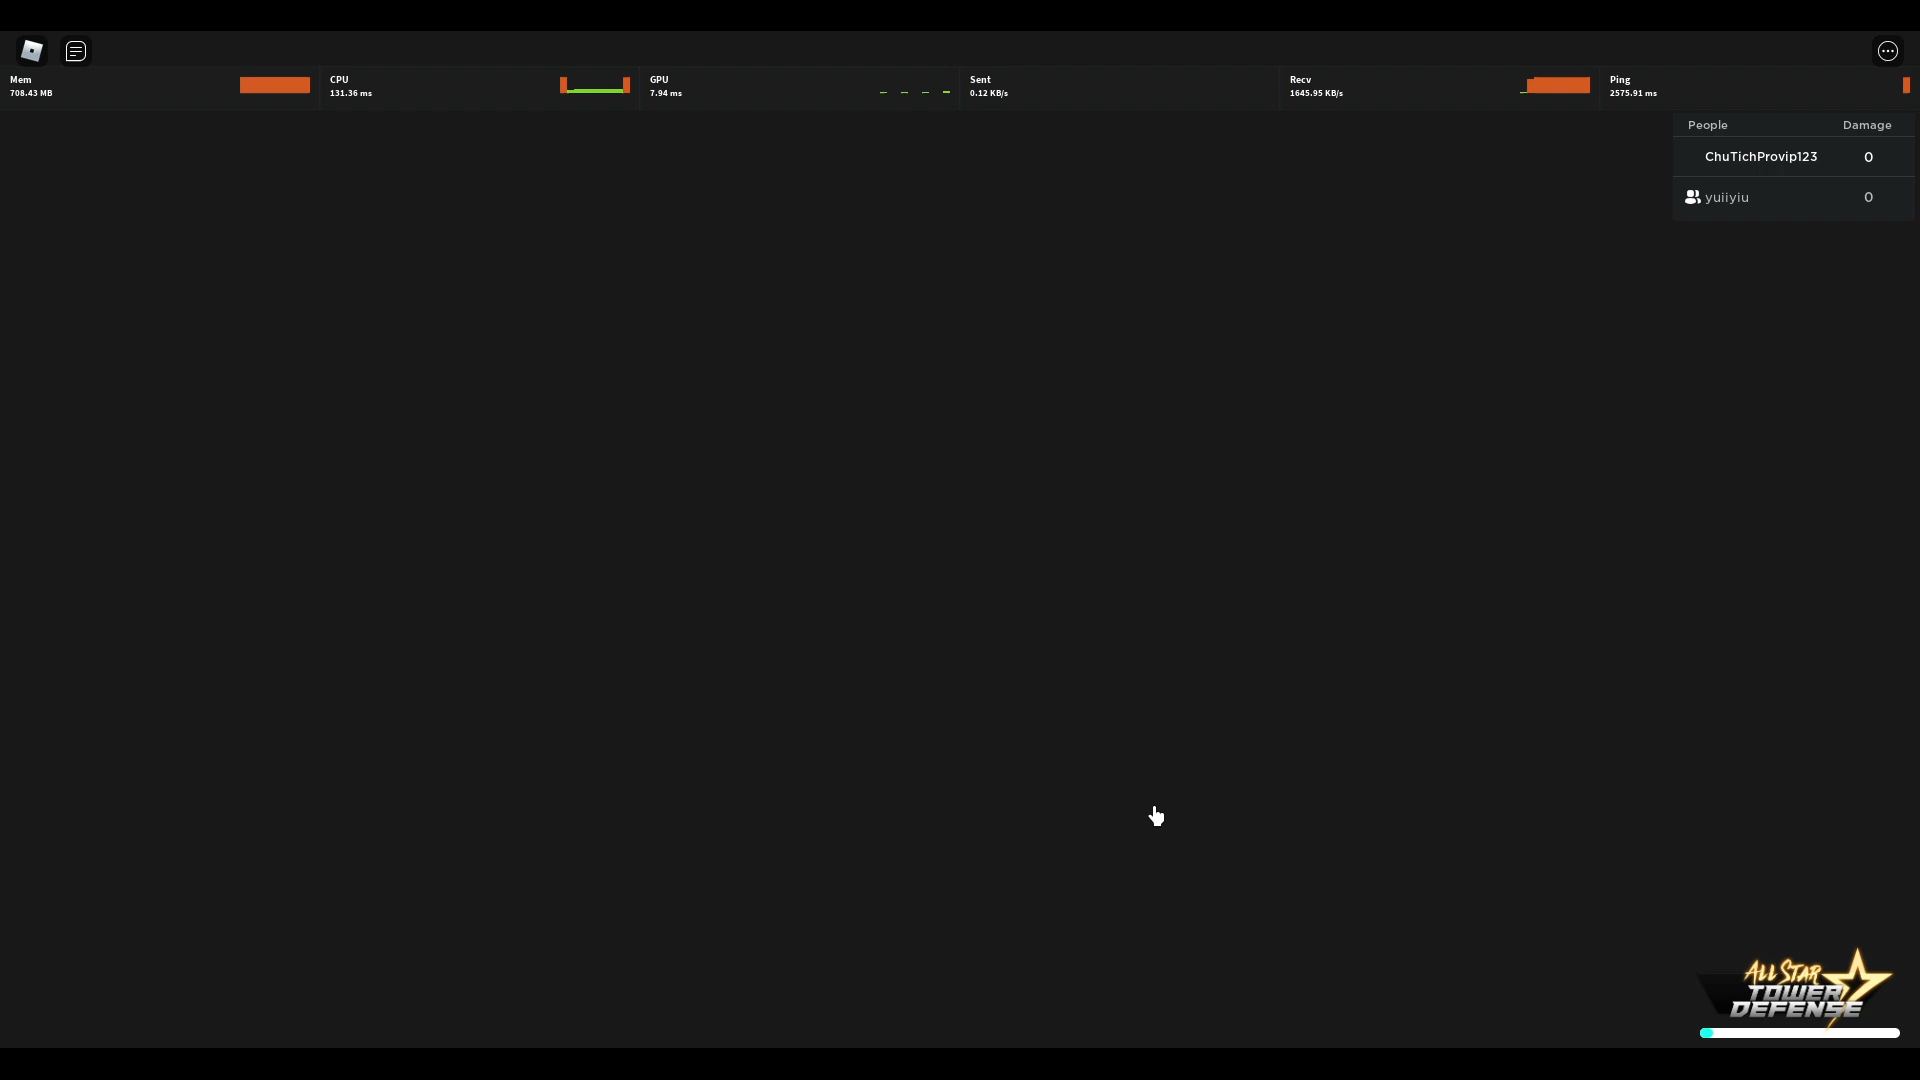 Mem
708.43 MB
CPU
131.36 ms
GPU
7.94 ms
Sent
0.12 KB/s
Recv
1645.95 KB/s
Ping
2575.91 ms
People Damage
ChuTichProvip123 0
yuiiyiu 0
ALL STAR
TOWER
DEFENSE